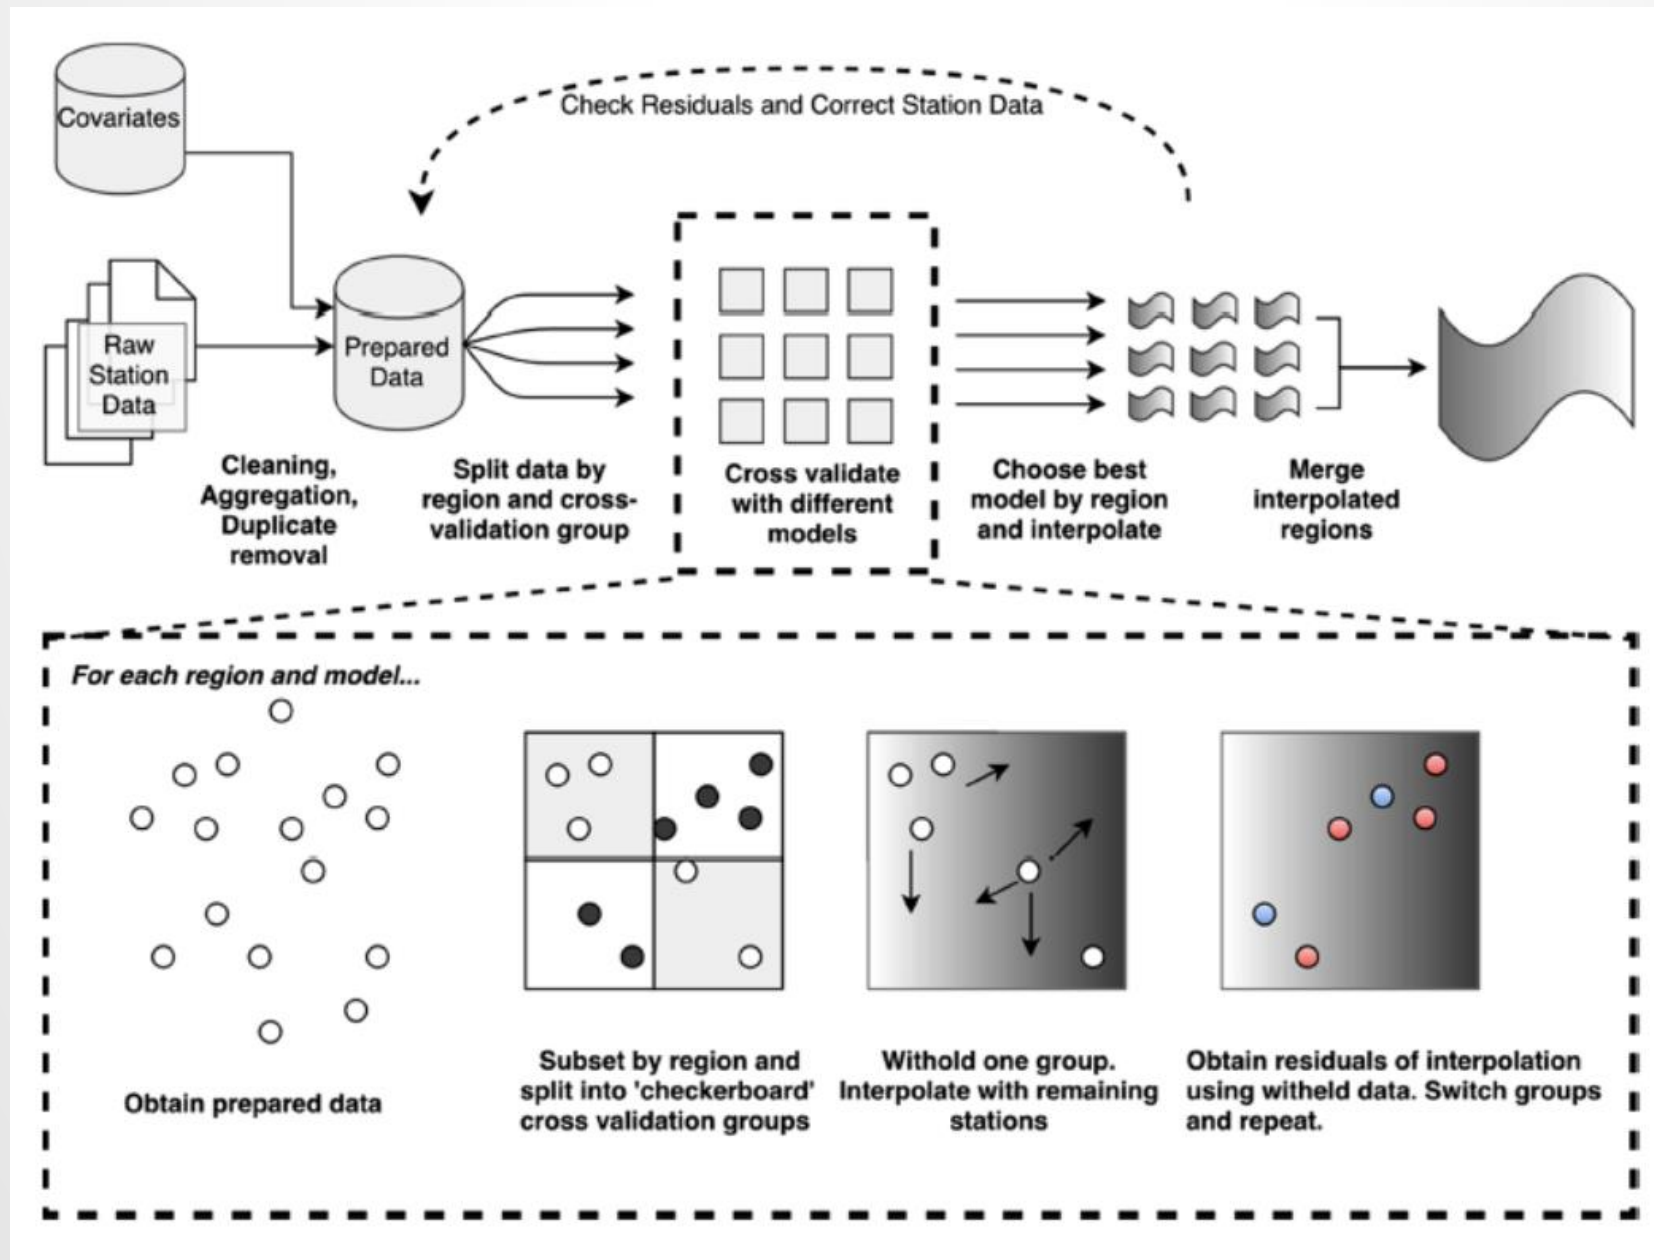 Covariates
Check Residuals and Correct Station Data
Raw
Station
Data
Prepared
Data
Cleaning,
Aggregation,
Duplicate
removal
Split data by
region and cross-
validation group
Cross validate
with different
models
Choose best
model by region
and interpolate
Merge
interpolated
regions
For each region and model...
Obtain prepared data
Subset by region and
split into 'checkerboard'
cross validation groups
Withold one group.
Interpolate with remaining
stations
Obtain residuals of interpolation
using witheld data. Switch groups
and repeat.